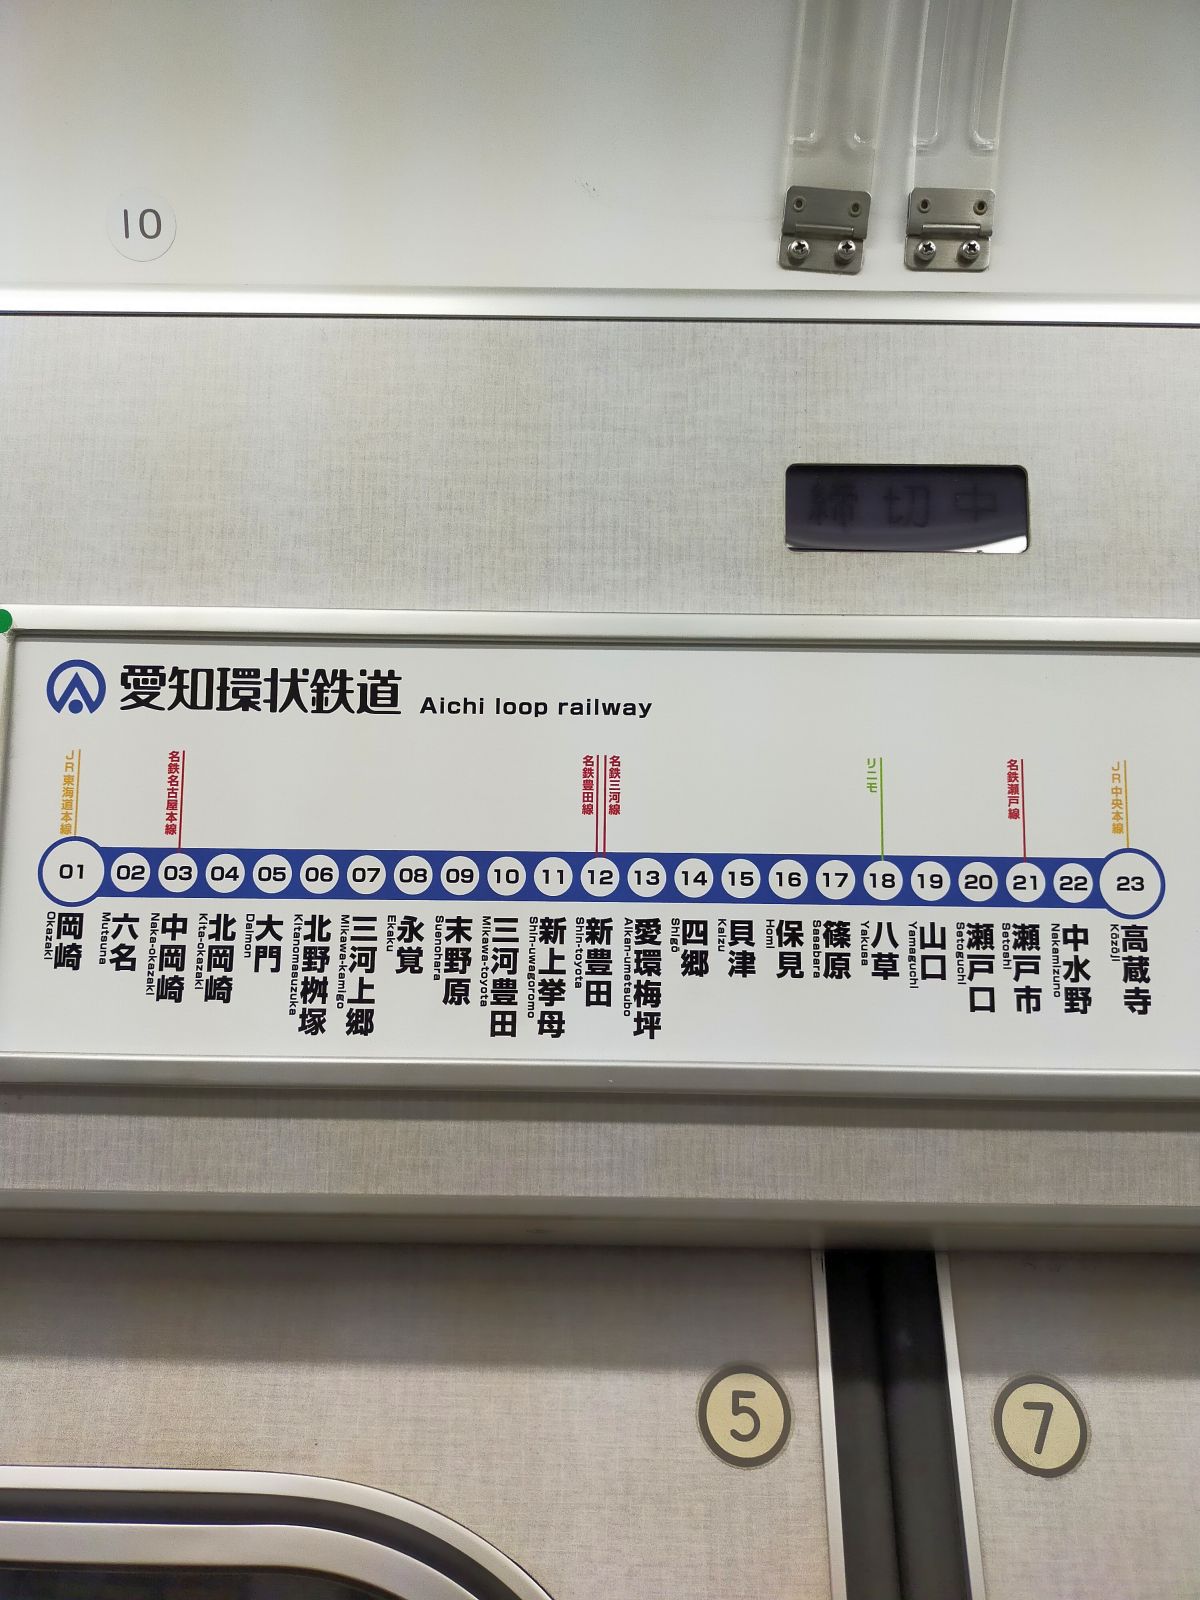 10
締切中
愛知環状鉄道 Aichi loop railway
JR東海道本線
名鉄名古屋本線
名鉄豊田線
名鉄三河線
リニモ
名鉄瀬戸線
JR中央本線
01 岡崎 Okazaki
02 六名 Mutsuna
03 中岡崎 Naka-okazaki
04 北岡崎 Kita-okazaki
05 大門 Daimon
06 北野桝塚 Kitanomasuzuka
07 三河上郷 Mikawa-kamigo
08 永覚 Ekaku
09 末野原 Suenohara
10 三河豊田 Mikawa-toyota
11 新上挙母 Shin-uwagoromo
12 新豊田 Shin-toyota
13 愛環梅坪 Aikan-umetsubo
14 四郷 Shigō
15 貝津 Kaizu
16 保見 Homi
17 篠原 Sasabara
18 八草 Yakusa
19 山口 Yamaguchi
20 瀬戸口 Setoguchi
21 瀬戸市 Setoshi
22 中水野 Nakamizuno
23 高蔵寺 Kōzōji
5
7